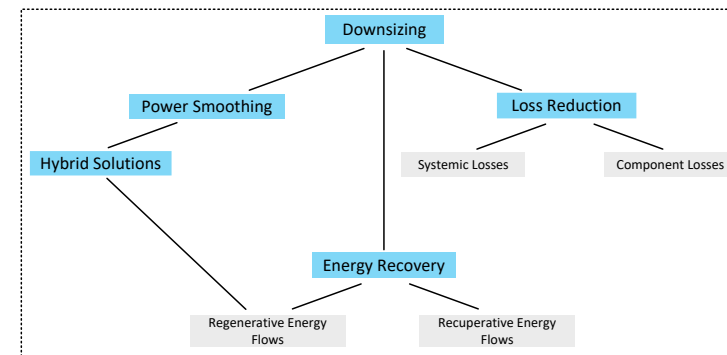 Downsizing
Power Smoothing
Loss Reduction
Hybrid Solutions
Systemic Losses
Component Losses
Energy Recovery
Regenerative Energy
Flows
Recuperative Energy
Flows